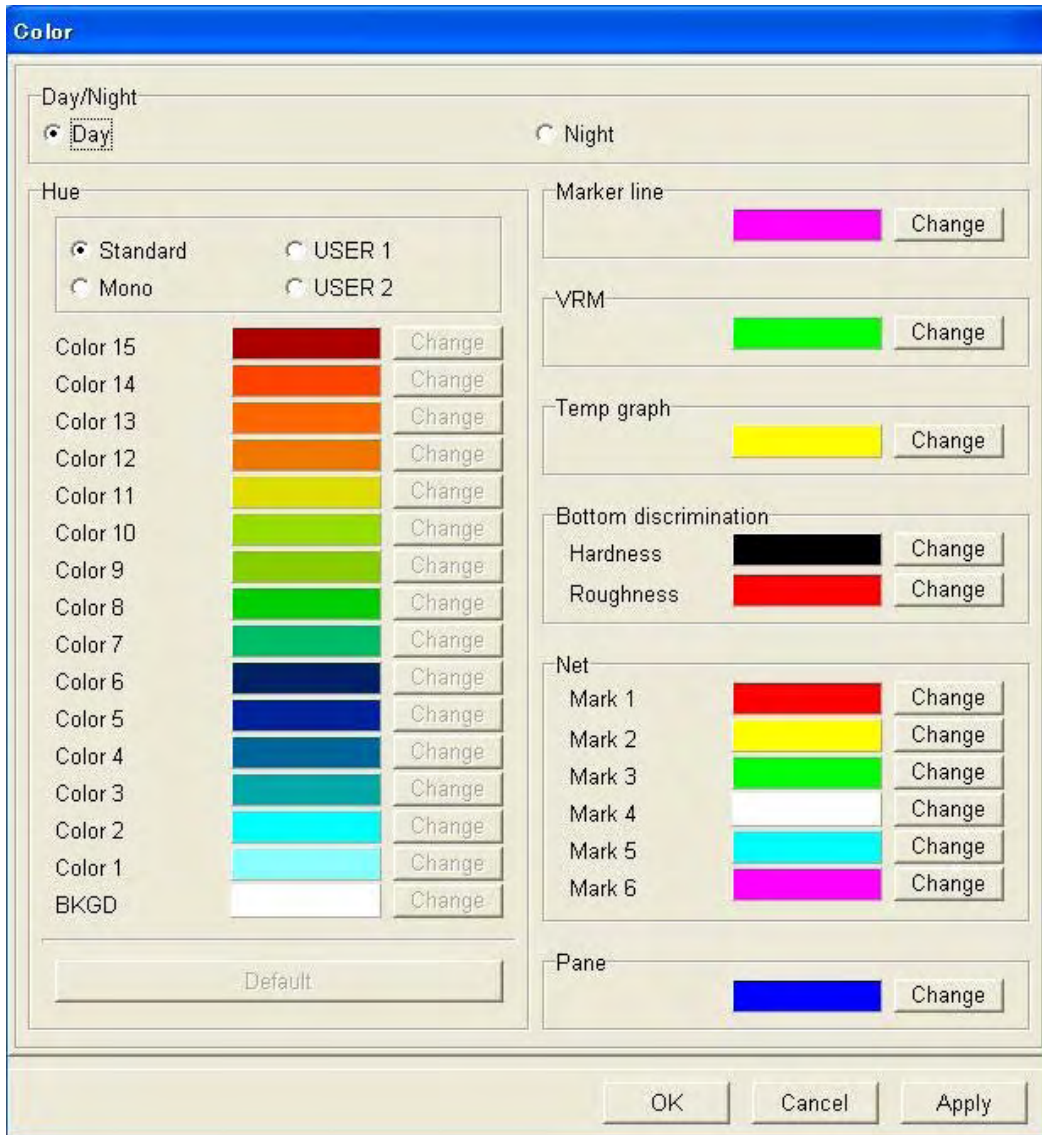 Color
Day/Night
Day
Night
Hue
Standard
USER 1
Mono
USER 2
Color 15 Change
Color 14 Change
Color 13 Change
Color 12 Change
Color 11 Change
Color 10 Change
Color 9 Change
Color 8 Change
Color 7 Change
Color 6 Change
Color 5 Change
Color 4 Change
Color 3 Change
Color 2 Change
Color 1 Change
BKGD Change
Default
Marker line
Change
VRM
Change
Temp graph
Change
Bottom discrimination
Hardness Change
Roughness Change
Net
Mark 1 Change
Mark 2 Change
Mark 3 Change
Mark 4 Change
Mark 5 Change
Mark 6 Change
Pane
Change
OK
Cancel
Apply